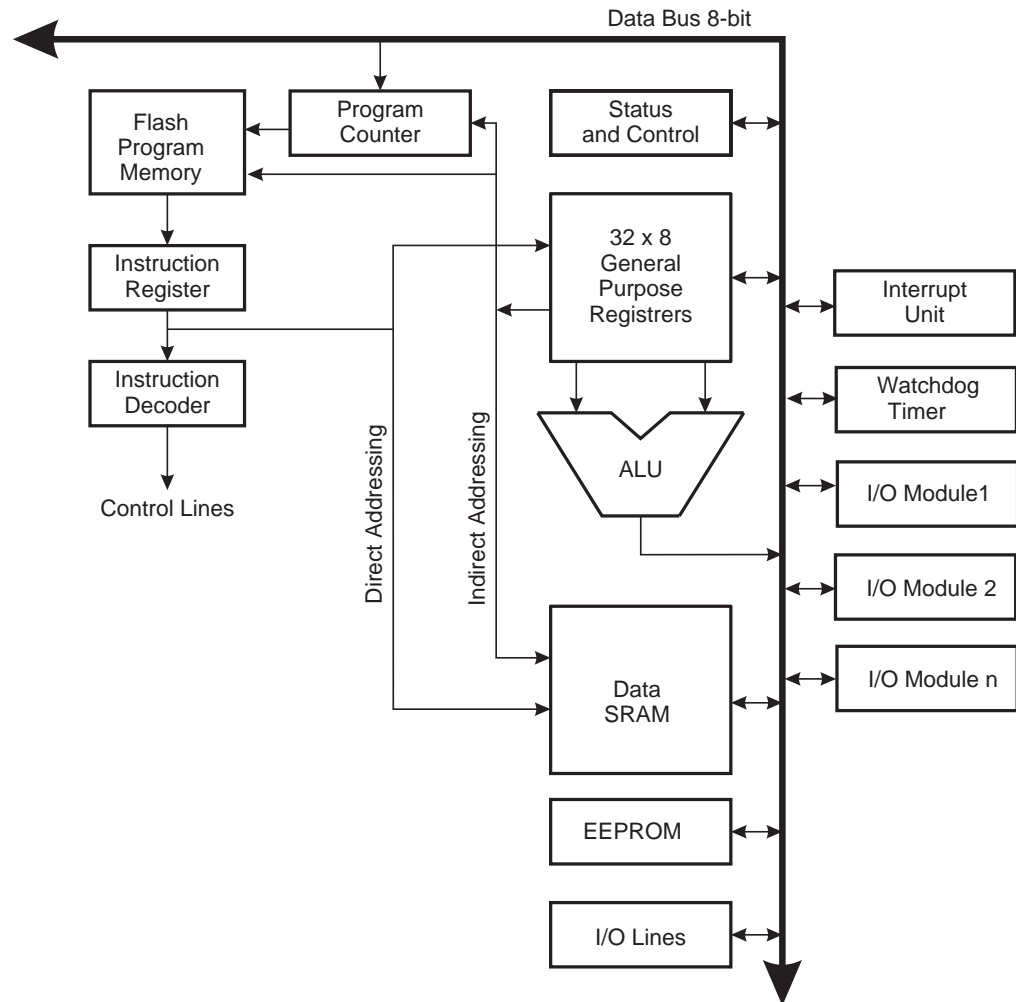 Data Bus 8-bit
Flash
Program
Memory
Program
Counter
Status
and Control
32 x 8
General
Purpose
Registrers
Instruction
Register
Instruction
Decoder
Control Lines
Direct Addressing
Indirect Addressing
ALU
Interrupt
Unit
Watchdog
Timer
I/O Module1
I/O Module 2
I/O Module n
Data
SRAM
EEPROM
I/O Lines